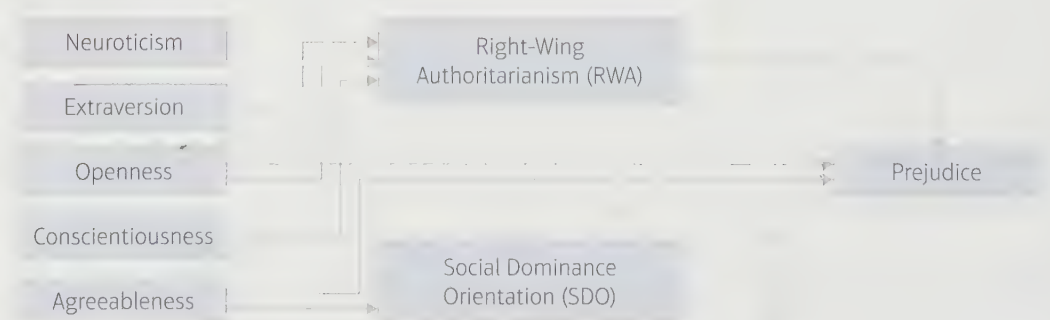 Neuroticism
Extraversion
Openness
Conscientiousness
Agreeableness
Right-Wing
Authoritarianism (RWA)
Social Dominance
Orientation (SDO)
Prejudice